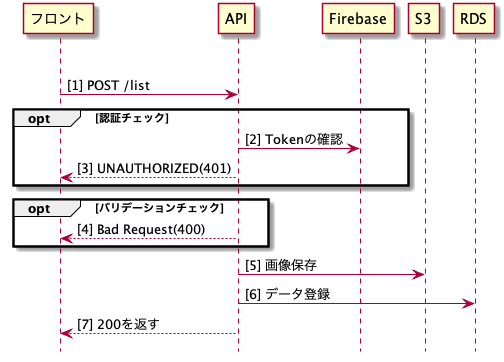 フロント API Firebase S3 RDS
[1] POST /list
opt [認証チェック]
[2] Tokenの確認
[3] UNAUTHORIZED(401)
opt [バリデーションチェック]
[4] Bad Request(400)
[5] 画像保存
[6] データ登録
[7] 200を返す